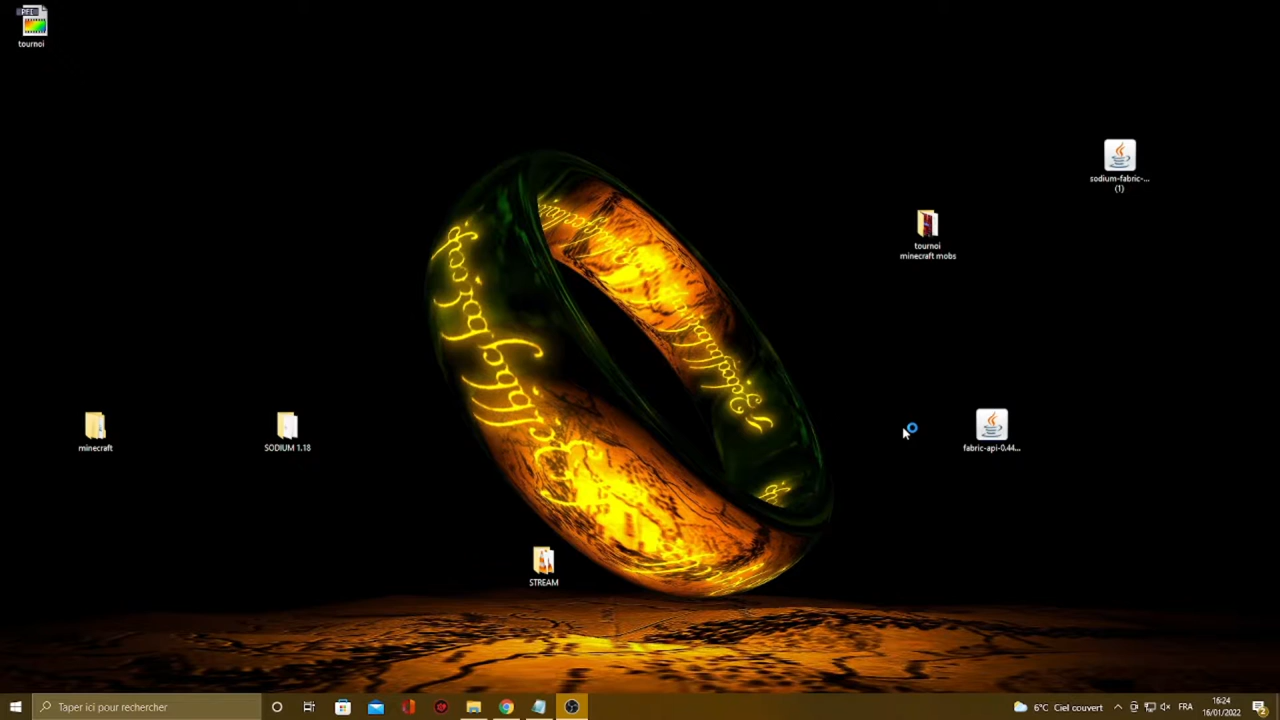 tournoi
sodium-fabric-...
(1)
tournoi
minecraft mobs
minecraft
SODIUM 1.18
fabric-api-0.44...
STREAM
Taper ici pour rechercher
6°C Ciel couvert
FRA
16:24
16/01/2022
2